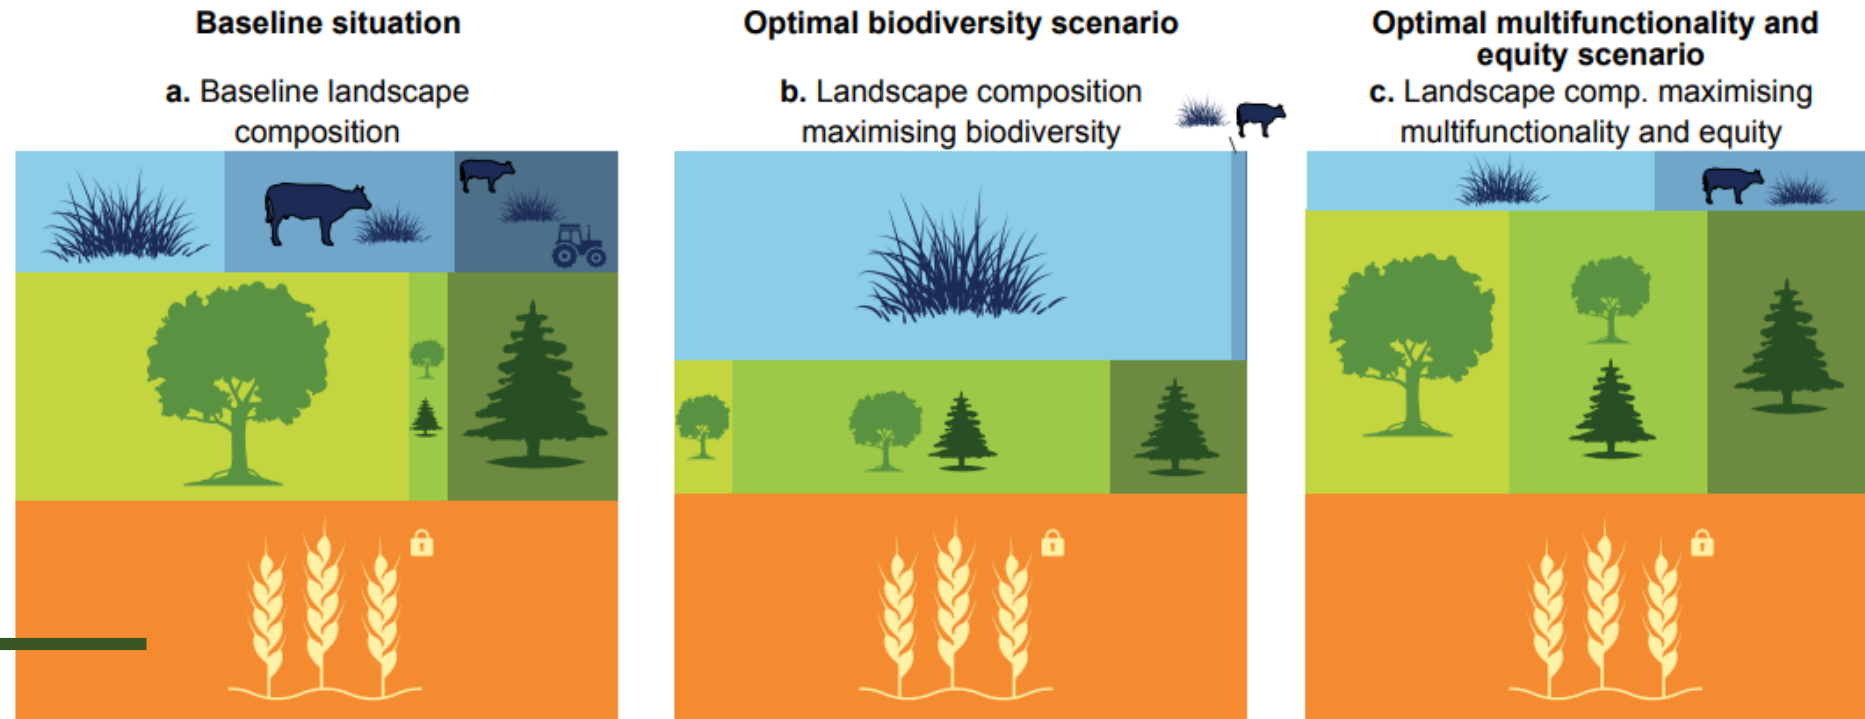 Baseline situation
a. Baseline landscape
composition
Optimal biodiversity scenario
b. Landscape composition
maximising biodiversity
Optimal multifunctionality and
equity scenario
c. Landscape comp. maximising
multifunctionality and equity